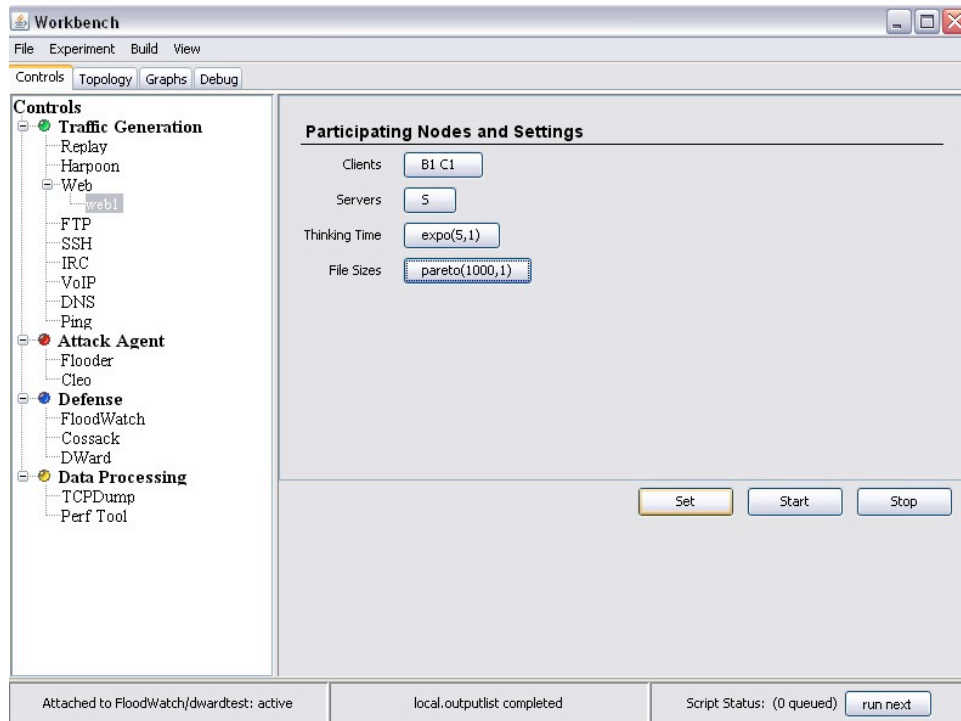 Workbench
File Experiment Build View
Controls Topology Graphs Debug
Controls
Traffic Generation
Replay
Harpoon
Web
web1
FTP
SSH
IRC
VoIP
DNS
Ping
Attack Agent
Flooder
Cleo
Defense
FloodWatch
Cossack
DWard
Data Processing
TCPDump
Perf Tool
Participating Nodes and Settings
Clients B1 C1
Servers S
Thinking Time expo(5,1)
File Sizes pareto(1000,1)
Set Start Stop
Attached to FloodWatch/dwardtest: active local.outputlist completed Script Status: (0 queued) run next